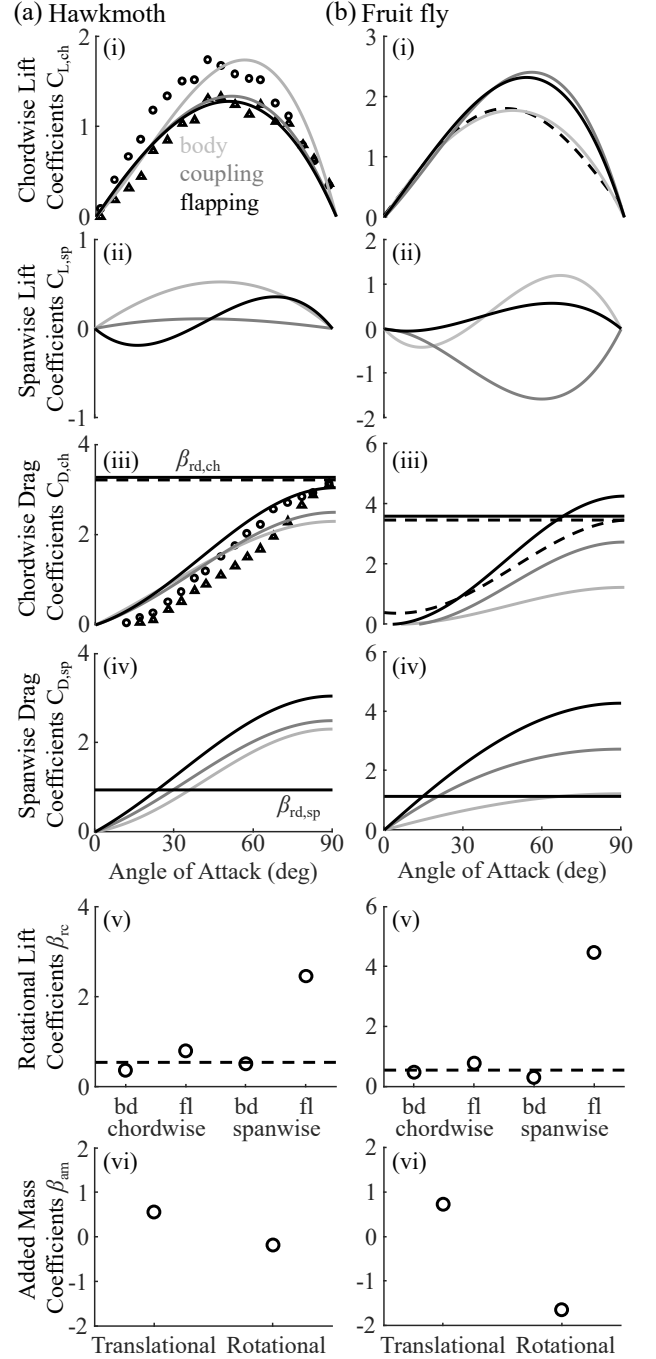 (a) Hawkmoth
(b) Fruit fly
Chordwise Lift
Coefficients C_L,ch
(i)
2
1
0
body
coupling
flapping
(i)
3
2
1
0
Spanwise Lift
Coefficients C_L,sp
(ii)
1
0
-1
(ii)
2
1
0
-1
-2
Chordwise Drag
Coefficients C_D,ch
(iii)
4
2
0
β_rd,ch
(iii)
6
4
2
0
Spanwise Drag
Coefficients C_D,sp
(iv)
4
2
0
β_rd,sp
0 30 60 90
Angle of Attack (deg)
(iv)
6
4
2
0
30 60 90
Angle of Attack (deg)
Rotational Lift
Coefficients β_rc
(v)
4
2
0
bd fl bd fl
chordwise spanwise
(v)
6
4
2
0
bd fl bd fl
chordwise spanwise
Added Mass
Coefficients β_am
(vi)
2
1
0
-1
-2
Translational Rotational
(vi)
2
1
0
-1
-2
Translational Rotational